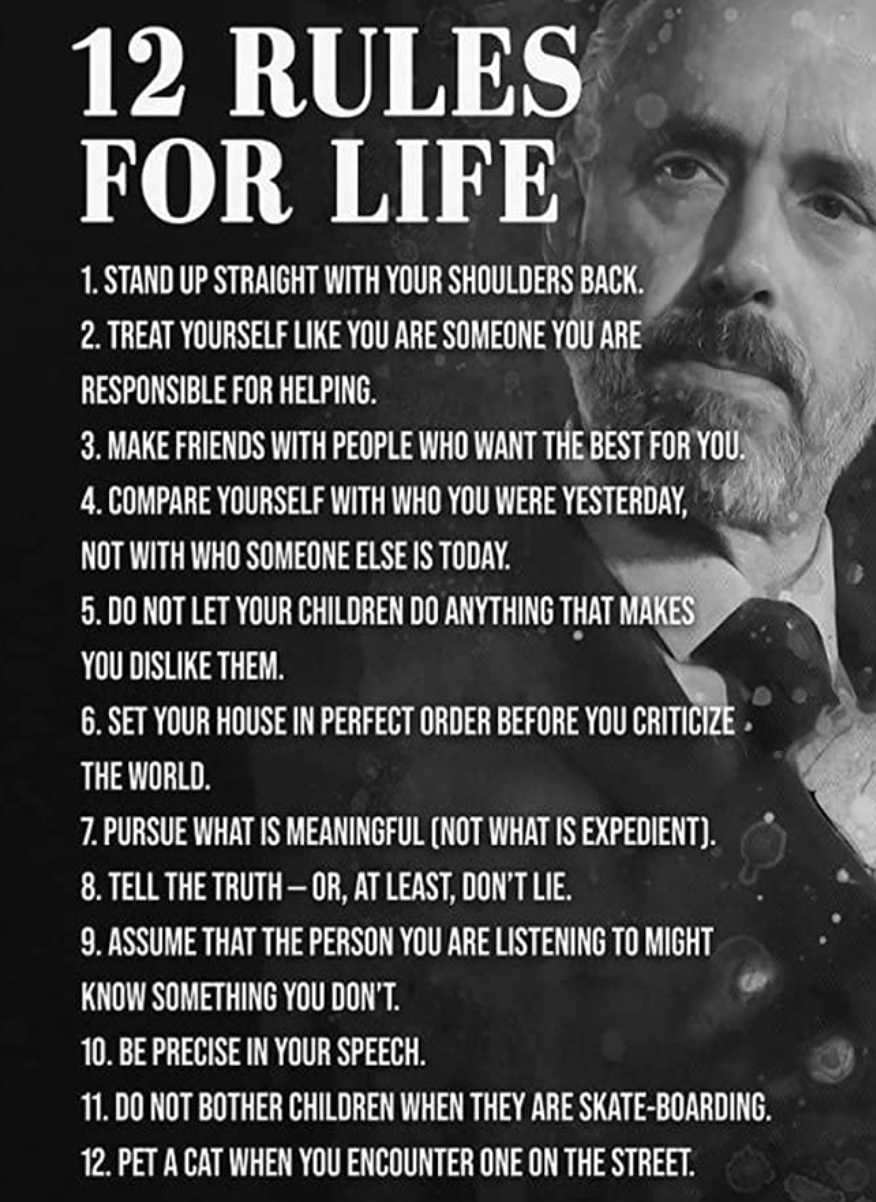 12 RULES
FOR LIFE
1. STAND UP STRAIGHT WITH YOUR SHOULDERS BACK.
2. TREAT YOURSELF LIKE YOU ARE SOMEONE YOU ARE
RESPONSIBLE FOR HELPING.
3. MAKE FRIENDS WITH PEOPLE WHO WANT THE BEST FOR YOU.
4. COMPARE YOURSELF WITH WHO YOU WERE YESTERDAY,
NOT WITH WHO SOMEONE ELSE IS TODAY.
5. DO NOT LET YOUR CHILDREN DO ANYTHING THAT MAKES
YOU DISLIKE THEM.
6. SET YOUR HOUSE IN PERFECT ORDER BEFORE YOU CRITICIZE
THE WORLD.
7. PURSUE WHAT IS MEANINGFUL (NOT WHAT IS EXPEDIENT).
8. TELL THE TRUTH – OR, AT LEAST, DON'T LIE.
9. ASSUME THAT THE PERSON YOU ARE LISTENING TO MIGHT
KNOW SOMETHING YOU DON'T.
10. BE PRECISE IN YOUR SPEECH.
11. DO NOT BOTHER CHILDREN WHEN THEY ARE SKATE-BOARDING.
12. PET A CAT WHEN YOU ENCOUNTER ONE ON THE STREET.